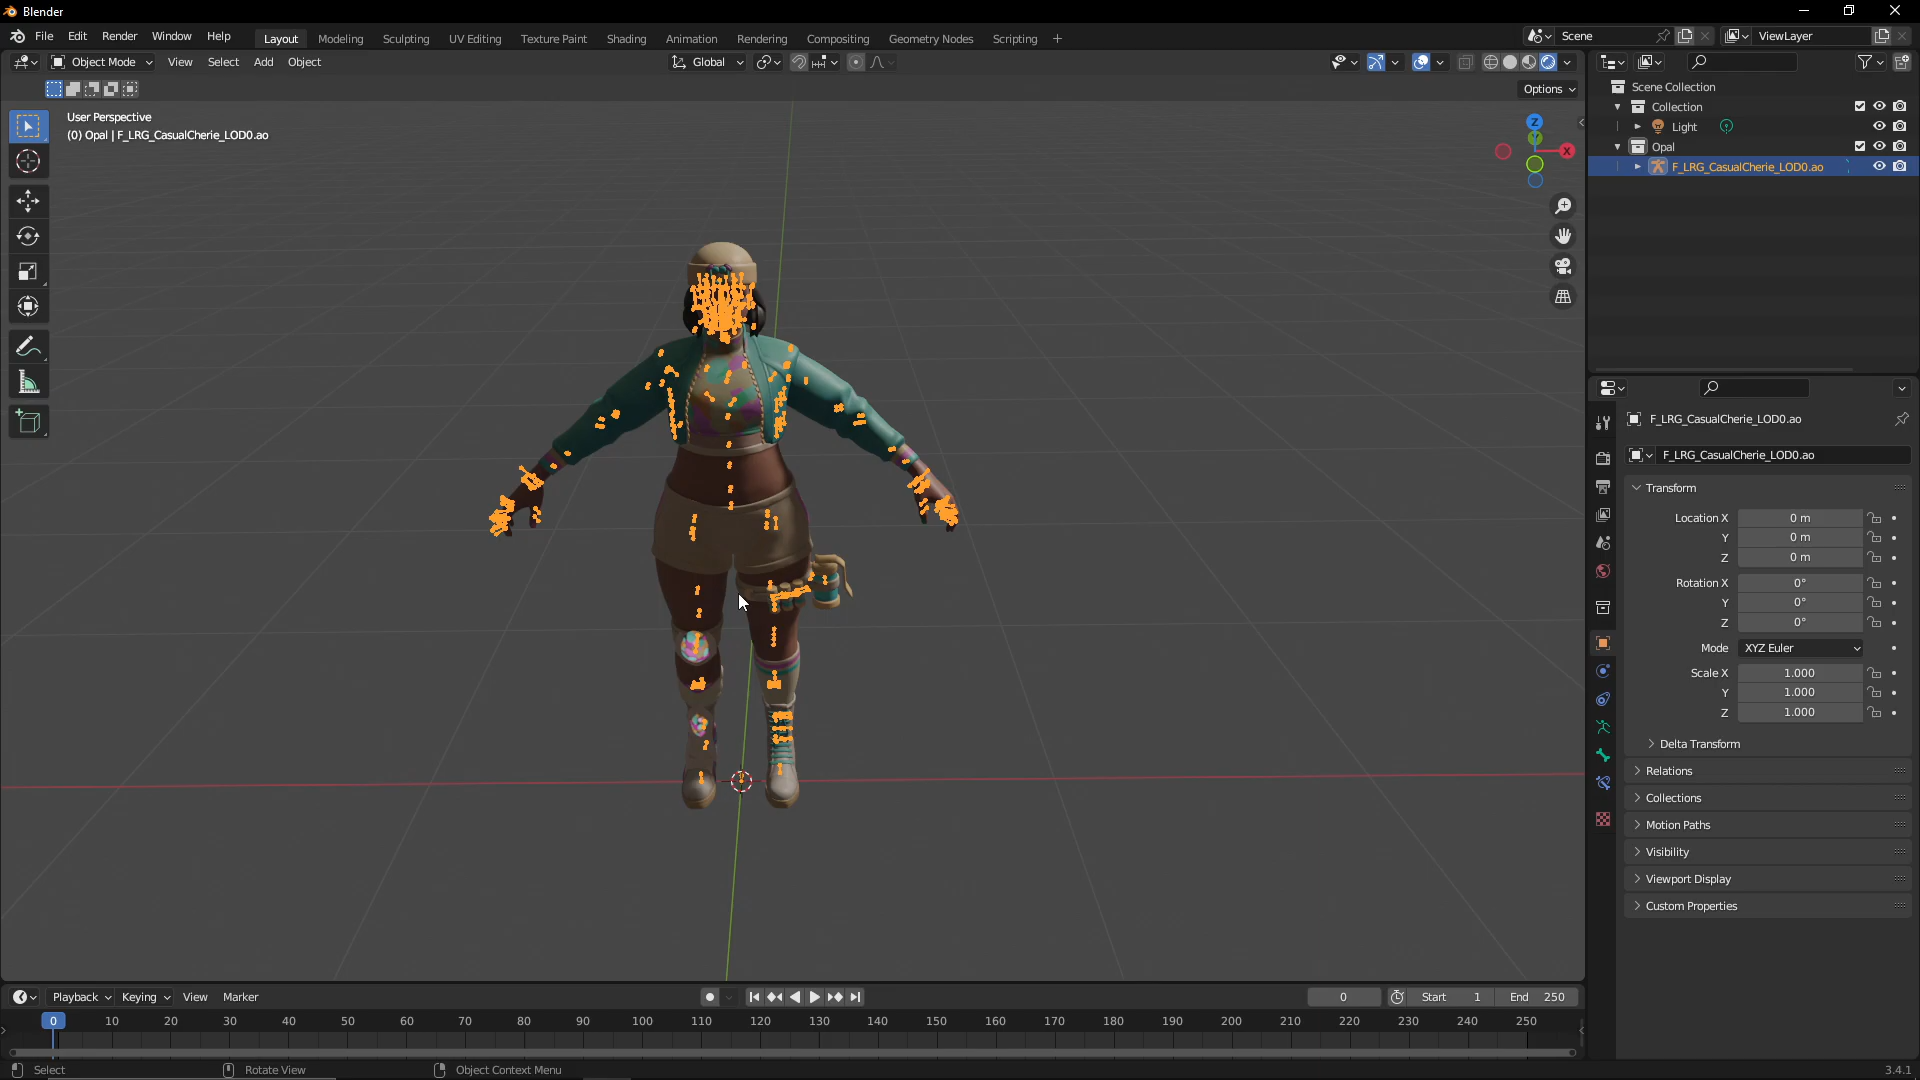 Blender
File Edit Render Window Help
Layout Modeling Sculpting UV Editing Texture Paint Shading Animation Rendering Compositing Geometry Nodes Scripting +
Scene
ViewLayer
Object Mode View Select Add Object
Global
Options
User Perspective
(0) Opal | F_LRG_CasualCherie_LOD0.ao
Z
Y
X
Scene Collection
Collection
Light
Opal
F_LRG_CasualCherie_LOD0.ao
F_LRG_CasualCherie_LOD0.ao
F_LRG_CasualCherie_LOD0.ao
Transform
Location X 0 m
Y 0 m
Z 0 m
Rotation X 0°
Y 0°
Z 0°
Mode XYZ Euler
Scale X 1.000
Y 1.000
Z 1.000
Delta Transform
Relations
Collections
Motion Paths
Visibility
Viewport Display
Custom Properties
Playback Keying View Marker
0 Start 1 End 250
0 10 20 30 40 50 60 70 80 90 100 110 120 130 140 150 160 170 180 190 200 210 220 230 240 250
Select Rotate View Object Context Menu
3.4.1